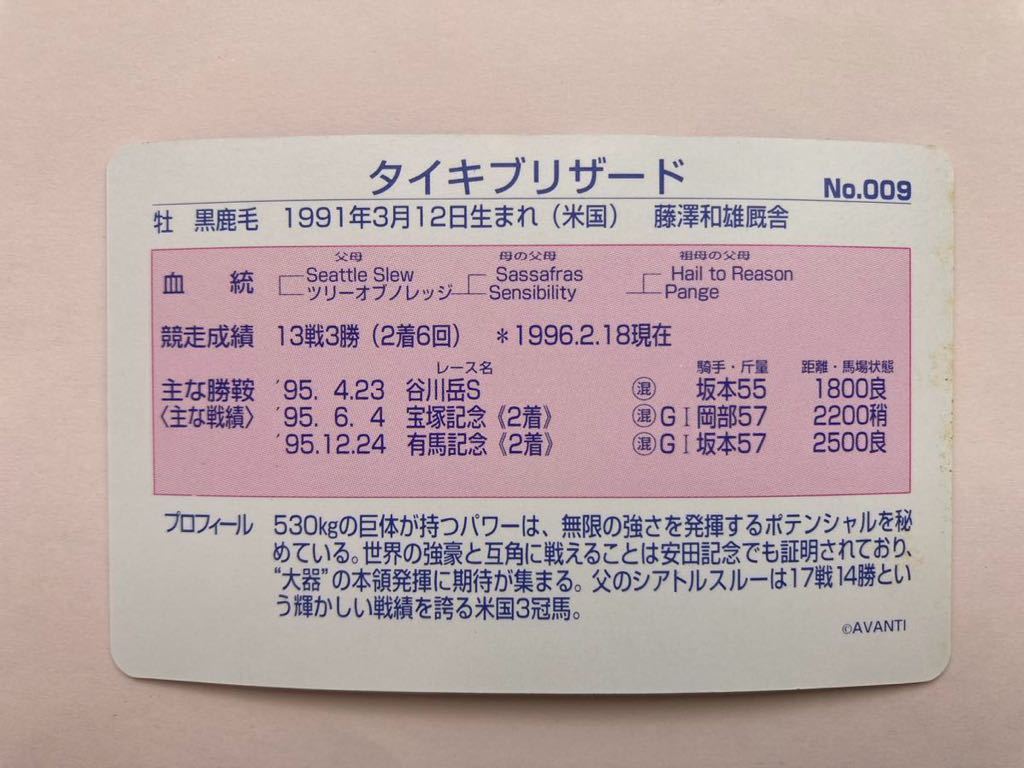 タイキブリザード
No.009
牡 黒鹿毛 1991年3月12日生まれ（米国） 藤澤和雄厩舎
父母 母の父母 祖母の父母
血統 Seattle Slew Sassafras Hail to Reason
ツリーオブノレッジ Sensibility Pange
競走成績 13戦3勝（2着6回） ＊1996.2.18現在
レース名 騎手・斤量 距離・馬場状態
主な勝鞍 '95. 4.23 谷川岳S ㊣混 坂本55 1800良
〈主な戦績〉 '95. 6. 4 宝塚記念《2着》 混 GⅠ 岡部57 2200稍
'95.12.24 有馬記念《2着》 混 GⅠ 坂本57 2500良
プロフィール 530kgの巨体が持つパワーは、無限の強さを発揮するポテンシャルを秘
めている。世界の強豪と互角に戦えることは安田記念でも証明されており、
“大器”の本領発揮に期待が集まる。父のシアトルスルーは17戦14勝とい
う輝かしい戦績を誇る米国3冠馬。
©AVANTI